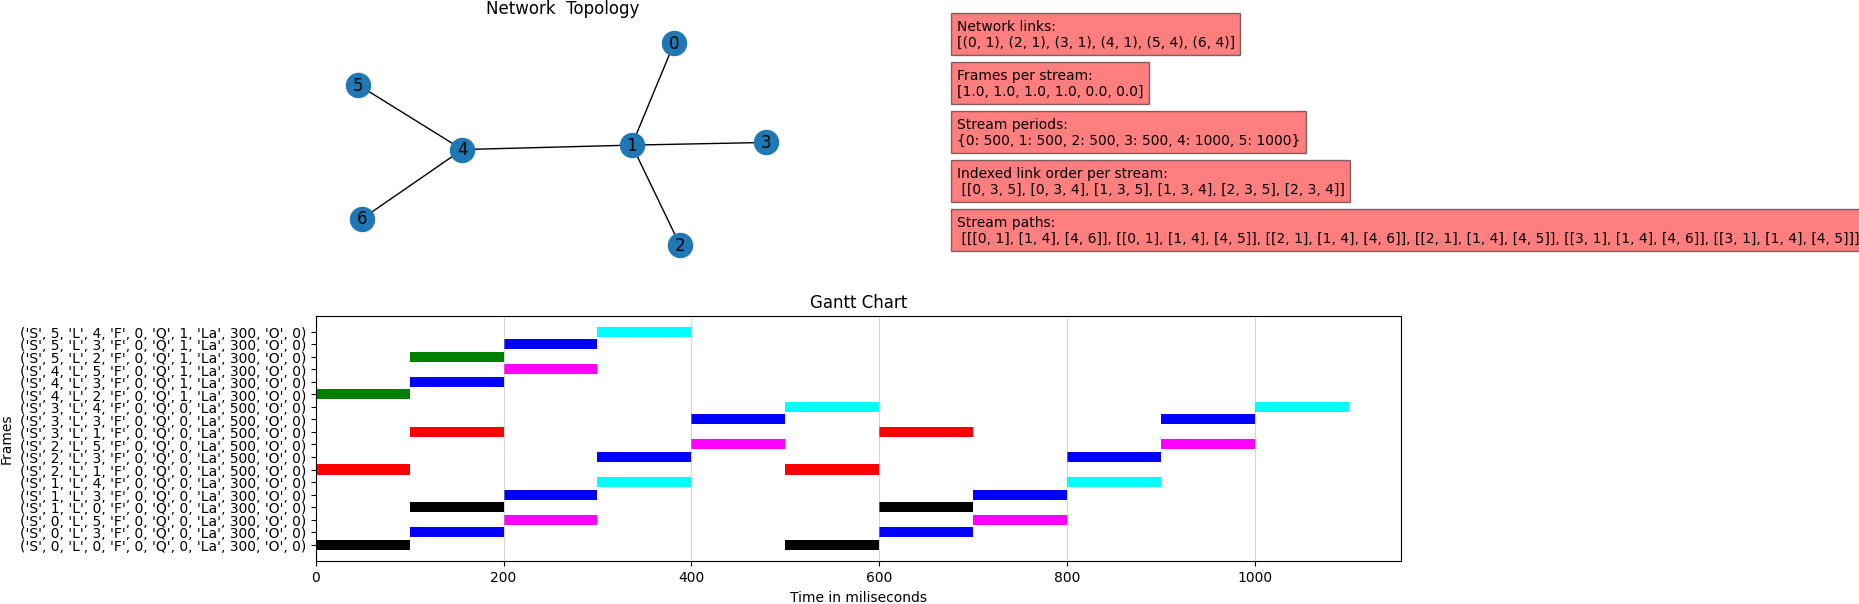 Network  Topology
0
5
4
1
3
6
2
Network links:
[(0, 1), (2, 1), (3, 1), (4, 1), (5, 4), (6, 4)]
Frames per stream:
[1.0, 1.0, 1.0, 1.0, 0.0, 0.0]
Stream periods:
{0: 500, 1: 500, 2: 500, 3: 500, 4: 1000, 5: 1000}
Indexed link order per stream:
[[0, 3, 5], [0, 3, 4], [1, 3, 5], [1, 3, 4], [2, 3, 5], [2, 3, 4]]
Stream paths:
[[[0, 1], [1, 4], [4, 6]], [[0, 1], [1, 4], [4, 5]], [[2, 1], [1, 4], [4, 6]], [[2, 1], [1, 4], [4, 5]], [[3, 1], [1, 4], [4, 6]], [[3, 1], [1, 4], [4, 5]]]
Gantt Chart
Frames
('S', 5, 'L', 4, 'F', 0, 'Q', 1, 'La', 300, 'O', 0)
('S', 5, 'L', 3, 'F', 0, 'Q', 1, 'La', 300, 'O', 0)
('S', 5, 'L', 2, 'F', 0, 'Q', 1, 'La', 300, 'O', 0)
('S', 4, 'L', 5, 'F', 0, 'Q', 1, 'La', 300, 'O', 0)
('S', 4, 'L', 3, 'F', 0, 'Q', 1, 'La', 300, 'O', 0)
('S', 4, 'L', 2, 'F', 0, 'Q', 1, 'La', 300, 'O', 0)
('S', 3, 'L', 4, 'F', 0, 'Q', 0, 'La', 500, 'O', 0)
('S', 3, 'L', 3, 'F', 0, 'Q', 0, 'La', 500, 'O', 0)
('S', 3, 'L', 1, 'F', 0, 'Q', 0, 'La', 500, 'O', 0)
('S', 2, 'L', 5, 'F', 0, 'Q', 0, 'La', 500, 'O', 0)
('S', 2, 'L', 3, 'F', 0, 'Q', 0, 'La', 500, 'O', 0)
('S', 2, 'L', 1, 'F', 0, 'Q', 0, 'La', 500, 'O', 0)
('S', 1, 'L', 4, 'F', 0, 'Q', 0, 'La', 300, 'O', 0)
('S', 1, 'L', 3, 'F', 0, 'Q', 0, 'La', 300, 'O', 0)
('S', 1, 'L', 0, 'F', 0, 'Q', 0, 'La', 300, 'O', 0)
('S', 0, 'L', 5, 'F', 0, 'Q', 0, 'La', 300, 'O', 0)
('S', 0, 'L', 3, 'F', 0, 'Q', 0, 'La', 300, 'O', 0)
('S', 0, 'L', 0, 'F', 0, 'Q', 0, 'La', 300, 'O', 0)
0 200 400 600 800 1000
Time in miliseconds